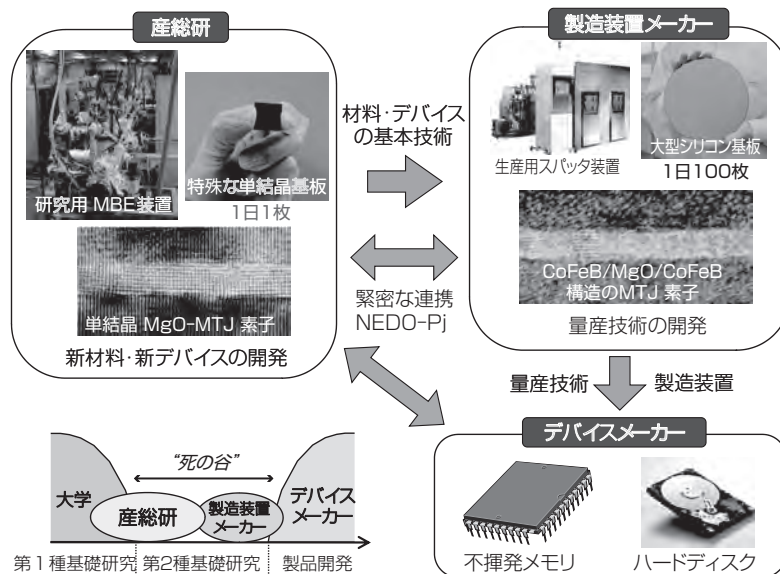 産総研
研究用 MBE装置
特殊な単結晶基板
1日1枚
単結晶 MgO-MTJ 素子
新材料・新デバイスの開発
材料・デバイス
の基本技術
緊密な連携
NEDO-Pj
製造装置メーカー
生産用スパッタ装置
大型シリコン基板
1日100枚
CoFeB/MgO/CoFeB
構造のMTJ 素子
量産技術の開発
量産技術
製造装置
デバイスメーカー
不揮発メモリ
ハードディスク
“死の谷”
大学
産総研
製造装置
メーカー
デバイス
メーカー
第1種基礎研究
第2種基礎研究
製品開発